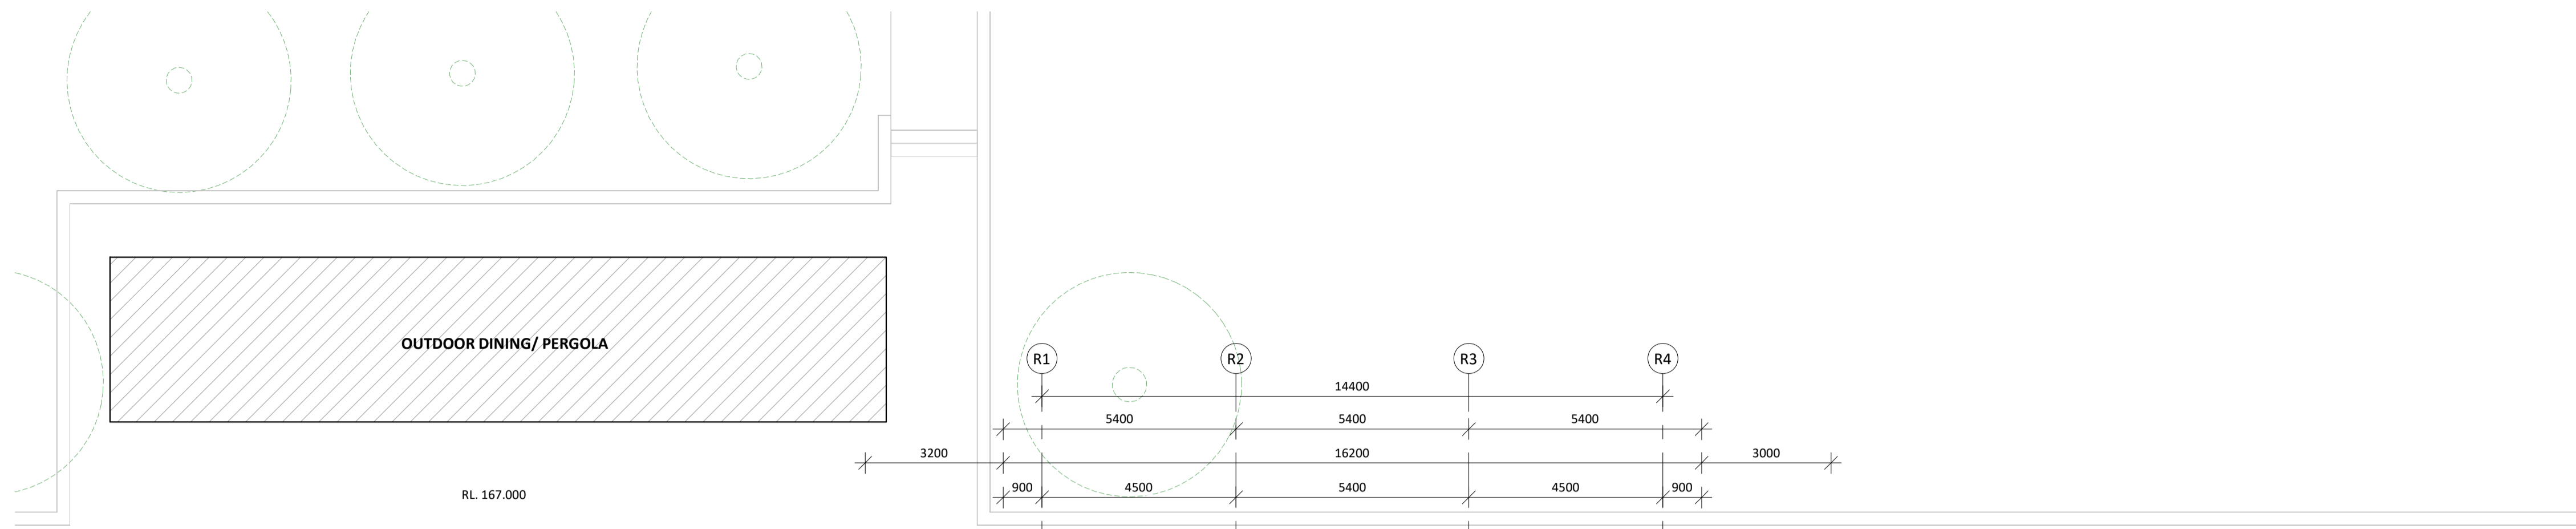 OUTDOOR DINING/ PERGOLA
RL. 167.000
R1 R2 R3 R4
14400
5400 5400 5400
3200 16200 3000
900 4500 5400 4500 900